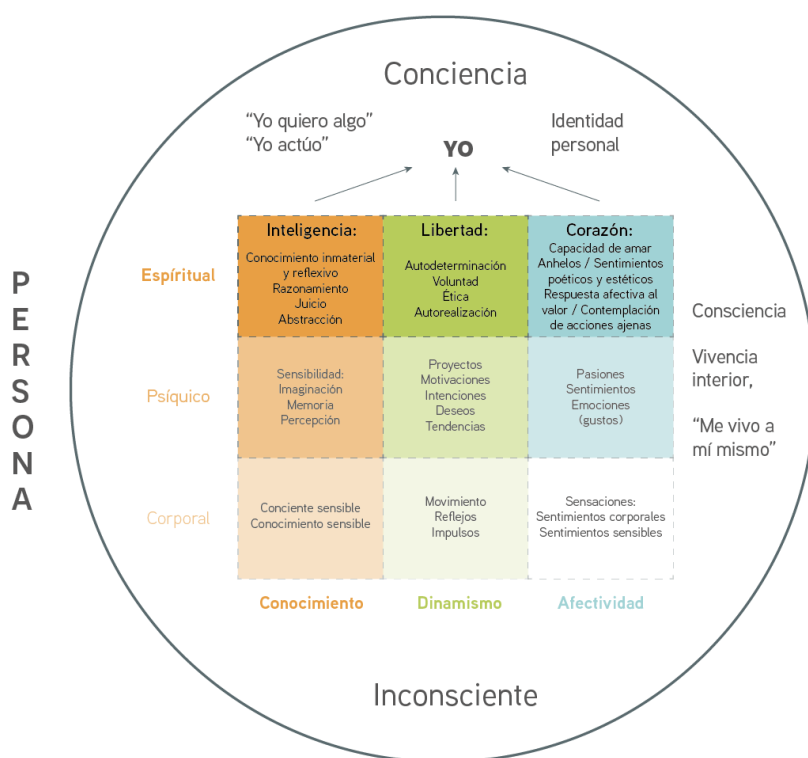 Conciencia
“Yo quiero algo”
“Yo actúo”
YO
Identidad
personal
PERSONA
Espíritual
Inteligencia:
Conocimiento inmaterial
y reflexivo
Razonamiento
Juicio
Abstracción
Libertad:
Autodeterminación
Voluntad
Ética
Autorealización
Corazón:
Capacidad de amar
Anhelos / Sentimientos
poéticos y estéticos
Respuesta afectiva al
valor / Contemplación
de acciones ajenas
Psíquico
Sensibilidad:
Imaginación
Memoria
Percepción
Proyectos
Motivaciones
Intenciones
Deseos
Tendencias
Pasiones
Sentimientos
Emociones
(gustos)
Consciencia
Vivencia
interior,
“Me vivo a
mí mismo”
Corporal
Conciente sensible
Conocimiento sensible
Movimiento
Reflejos
Impulsos
Sensaciones:
Sentimientos corporales
Sentimientos sensibles
Conocimiento
Dinamismo
Afectividad
Inconsciente